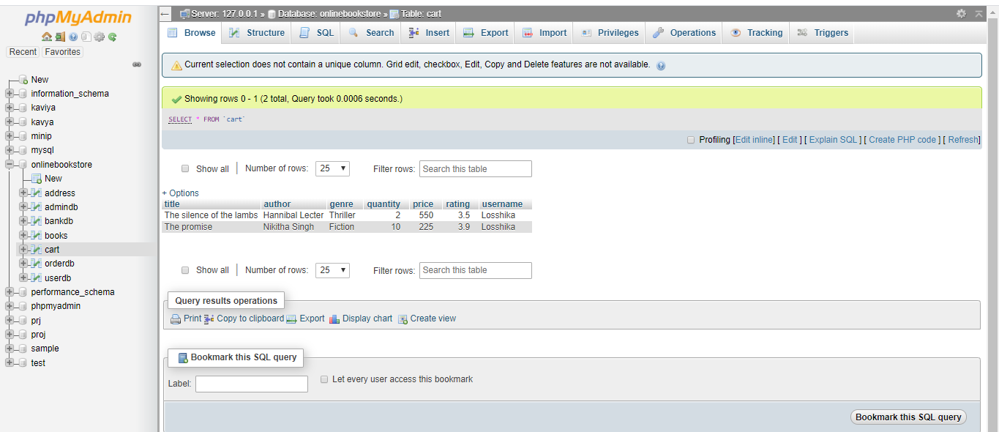 phpMyAdmin
Recent Favorites
New
information_schema
kaviya
kavya
minip
mysql
onlinebookstore
New
address
admindb
bankdb
books
cart
orderdb
userdb
performance_schema
phpmyadmin
prj
proj
sample
test
Server: 127.0.0.1 » Database: onlinebookstore » Table: cart
Browse Structure SQL Search Insert Export Import Privileges Operations Tracking Triggers
Current selection does not contain a unique column. Grid edit, checkbox, Edit, Copy and Delete features are not available.
Showing rows 0 - 1 (2 total, Query took 0.0006 seconds.)
SELECT * FROM `cart`
Profiling [Edit inline] [ Edit ] [ Explain SQL ] [ Create PHP code ] [ Refresh]
Show all Number of rows: 25 Filter rows: Search this table
+ Options
title author genre quantity price rating username
The silence of the lambs Hannibal Lecter Thriller 2 550 3.5 Losshika
The promise Nikitha Singh Fiction 10 225 3.9 Losshika
Show all Number of rows: 25 Filter rows: Search this table
Query results operations
Print Copy to clipboard Export Display chart Create view
Bookmark this SQL query
Label: Let every user access this bookmark
Bookmark this SQL query